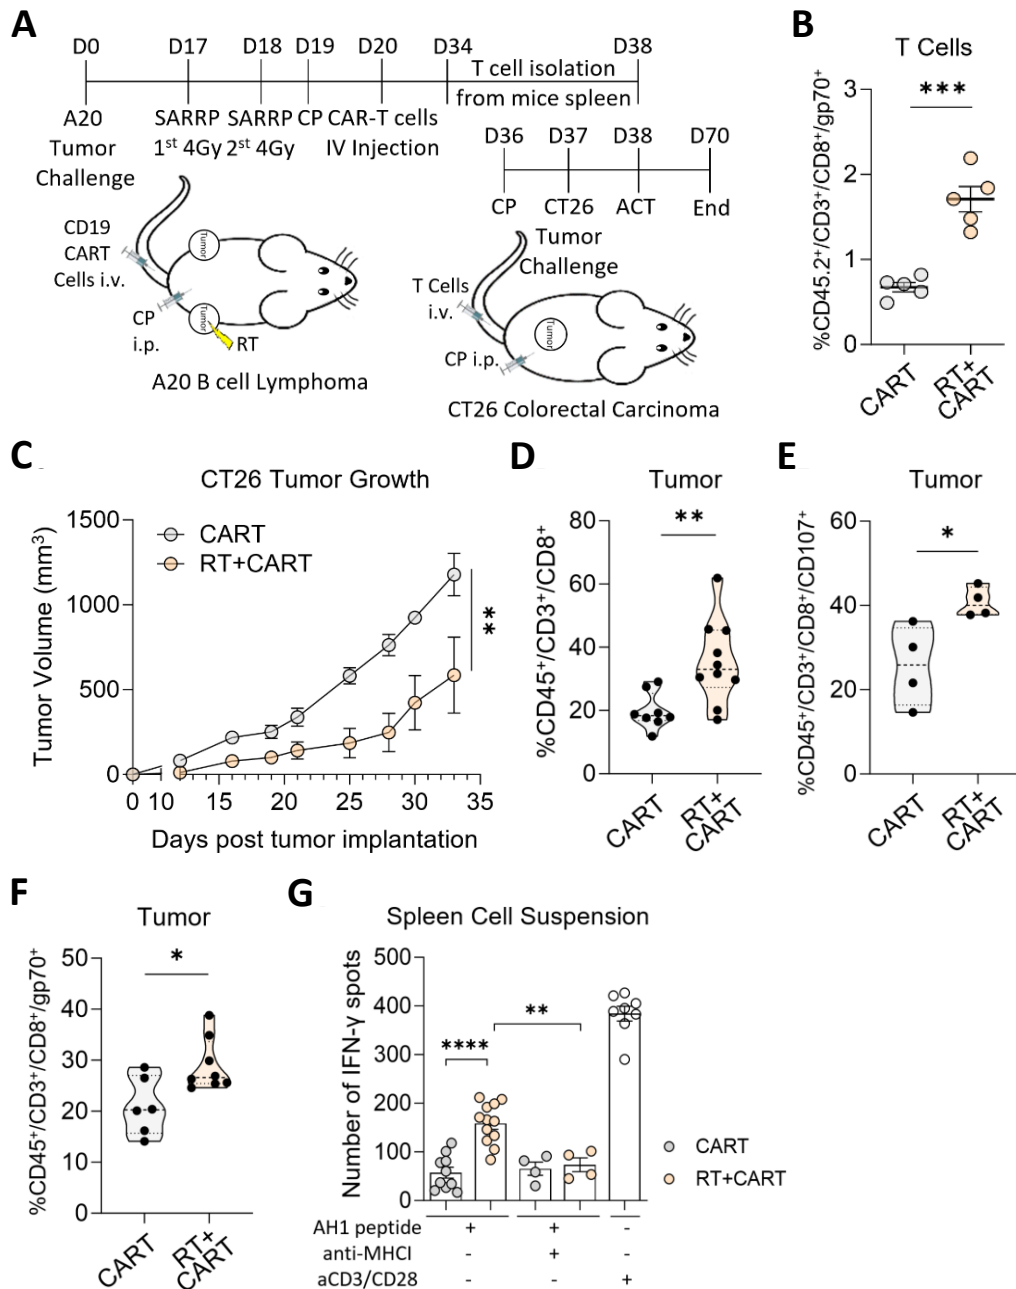 A
D0 D17 D18 D19 D20 D34 D38
T cell isolation
from mice spleen
A20
Tumor
Challenge
SARRP
1st 4Gy
SARRP
2nd 4Gy
CP
CAR-T cells
IV Injection
D36 D37 D38 D70
CP CT26 ACT End
Tumor
Challenge
CD19
CART
Cells i.v.
CP
i.p.
Tumor
Tumor
RT
A20 B cell Lymphoma
T Cells
i.v.
CP i.p.
Tumor
CT26 Colorectal Carcinoma
B
T Cells
%CD45.2+/CD3+/CD8+/gp70+
3
2
1
0
***
CART
RT+
CART
C
CT26 Tumor Growth
CART
RT+CART
Tumor Volume (mm3)
1500
1000
500
0
**
0 10 15 20 25 30 35
Days post tumor implantation
D
Tumor
%CD45+/CD3+/CD8+
80
60
40
20
0
**
CART
RT+
CART
E
Tumor
%CD45+/CD3+/CD8+/CD107+
60
40
20
0
*
CART
RT+
CART
F
Tumor
%CD45+/CD3+/CD8+/gp70+
50
40
30
20
10
0
*
CART
RT+
CART
G
Spleen Cell Suspension
Number of IFN-γ spots
500
400
300
200
100
0
****
**
CART
RT+CART
AH1 peptide + + -
anti-MHCI - + -
aCD3/CD28 - - +